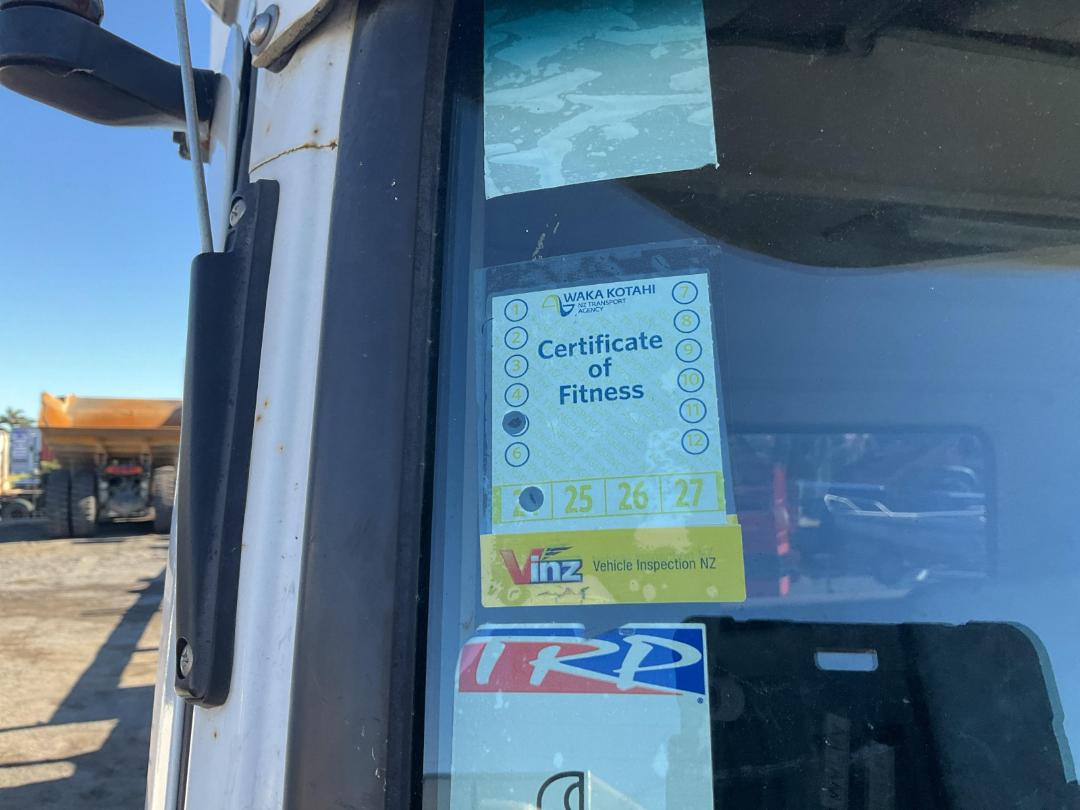 WAKA KOTAHI
NZ TRANSPORT
AGENCY
Certificate
of
Fitness
1
2
3
4
6
7
8
9
10
11
12
25
26
27
Vinz
Vehicle Inspection NZ
TRP